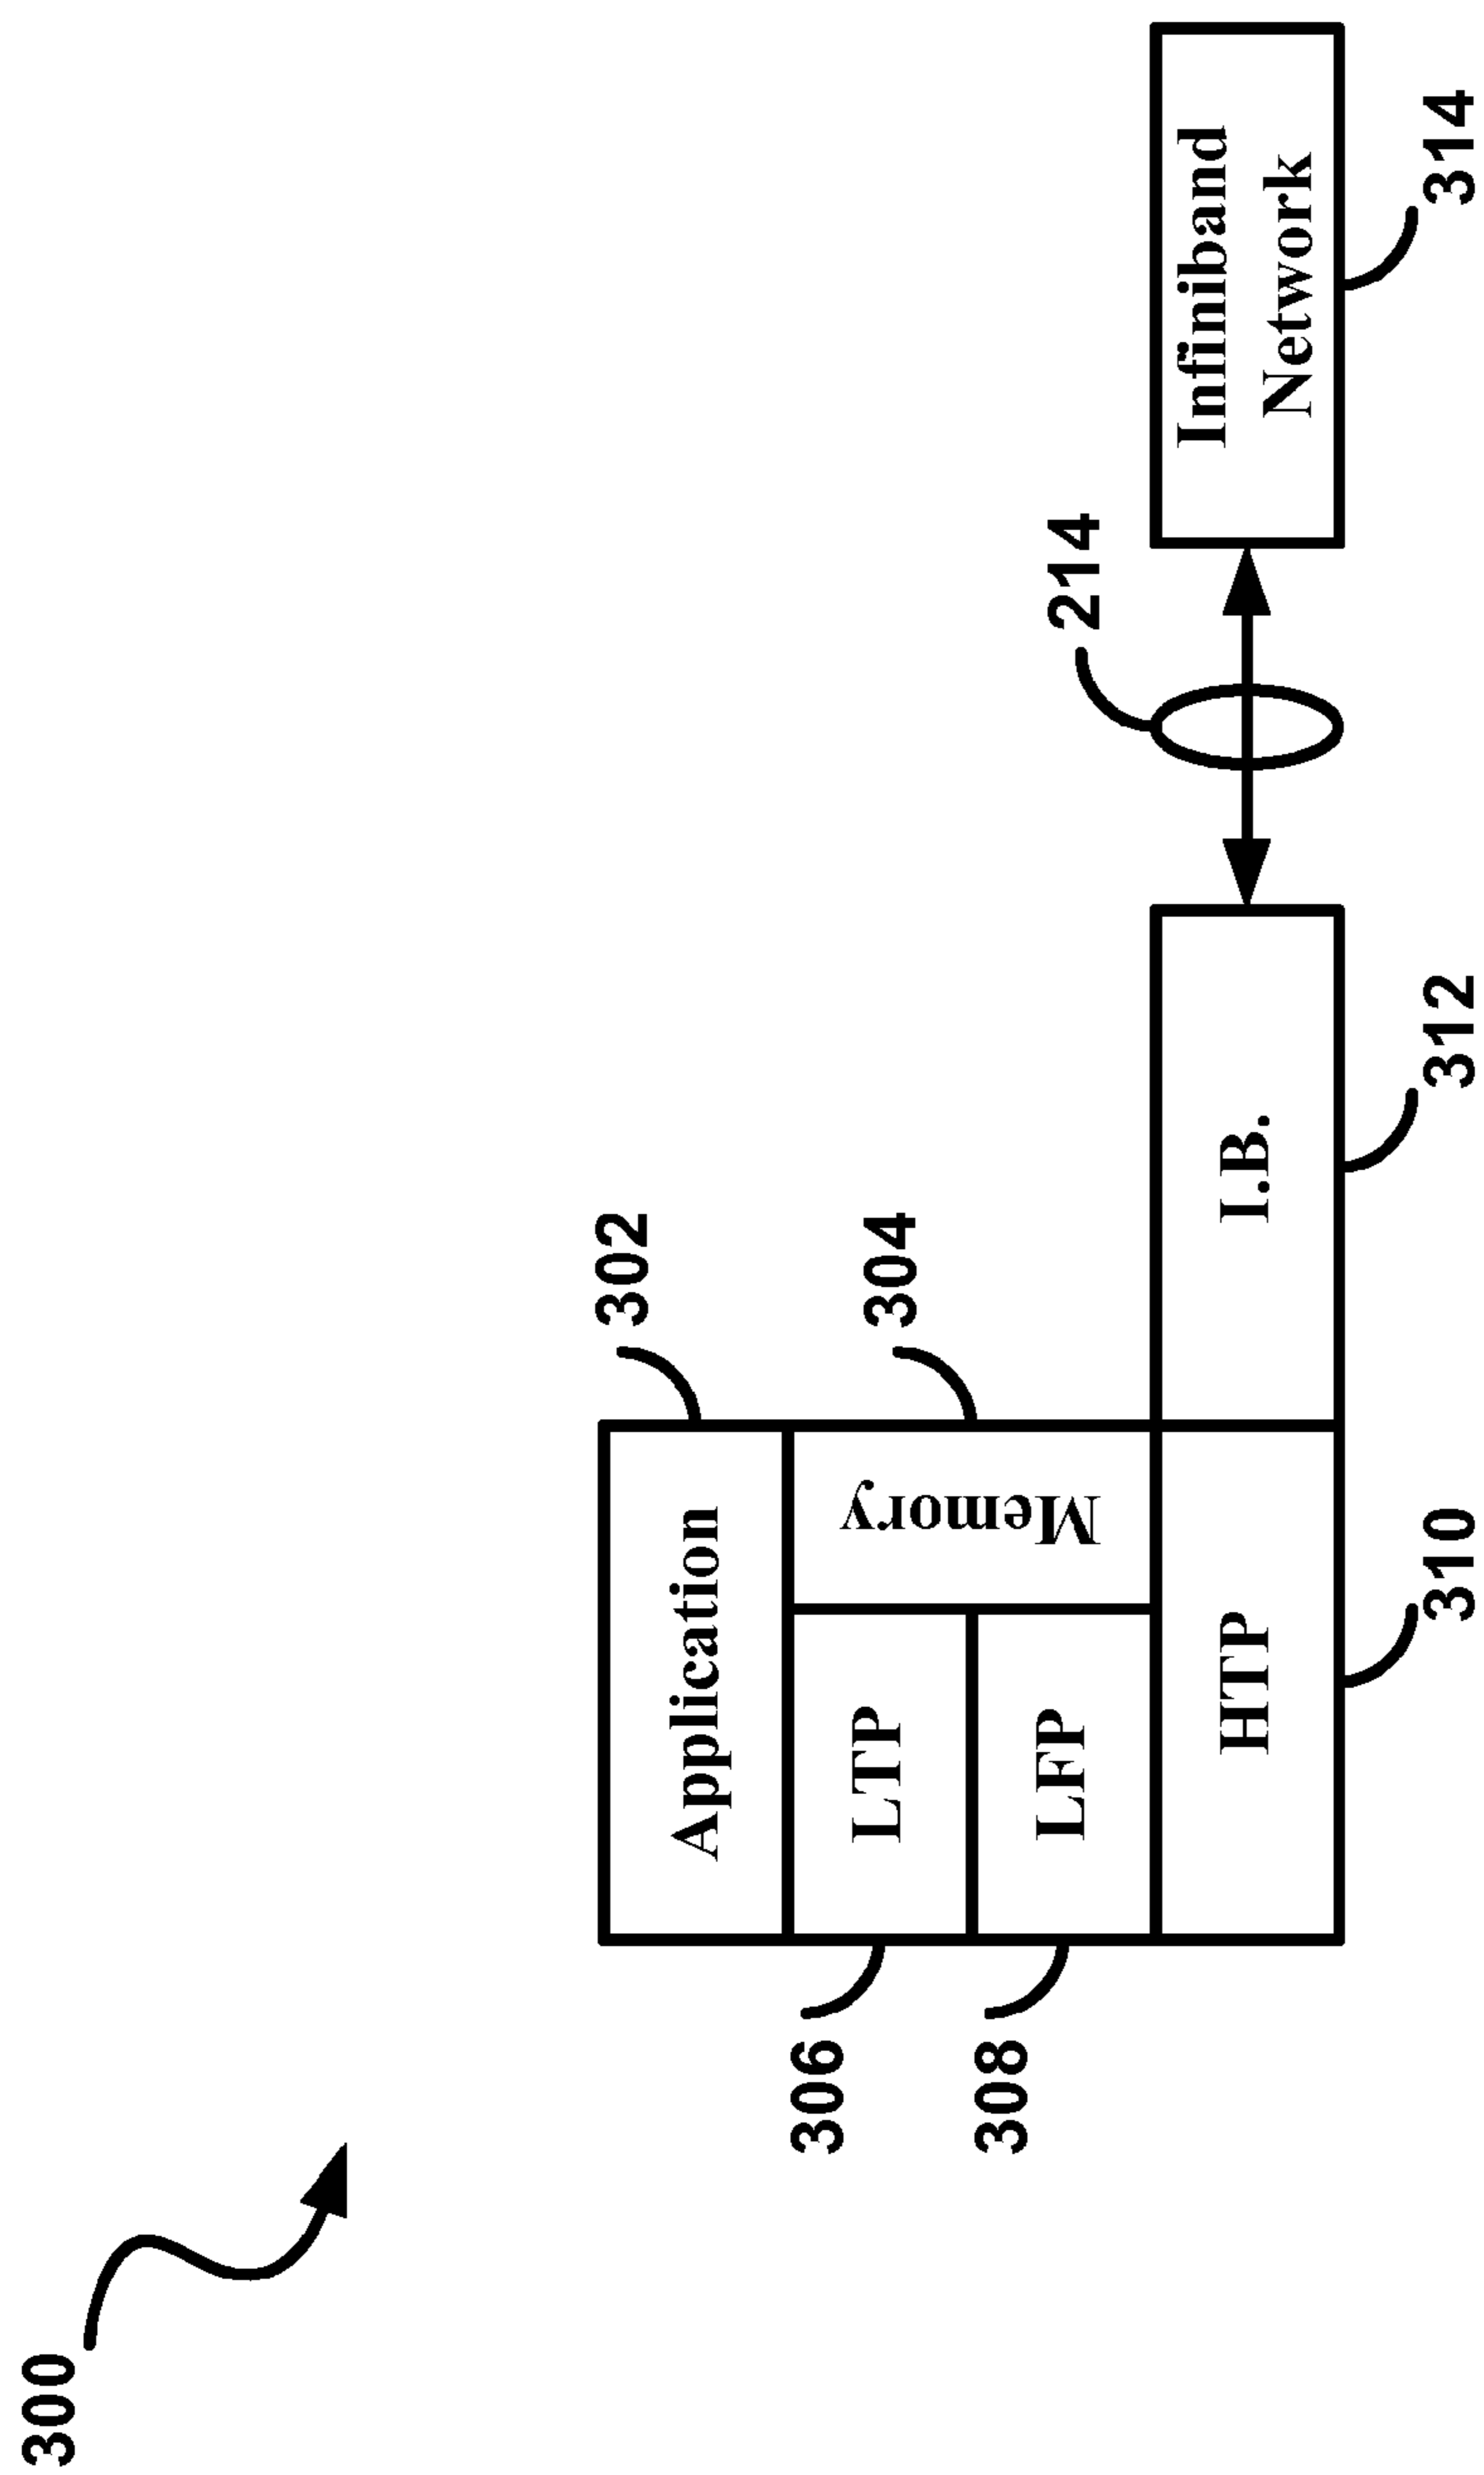 300
302
Application
306
LTP
Memory
304
308
LFP
214
HTP
I.B.
Infiniband
Network
310
312
314